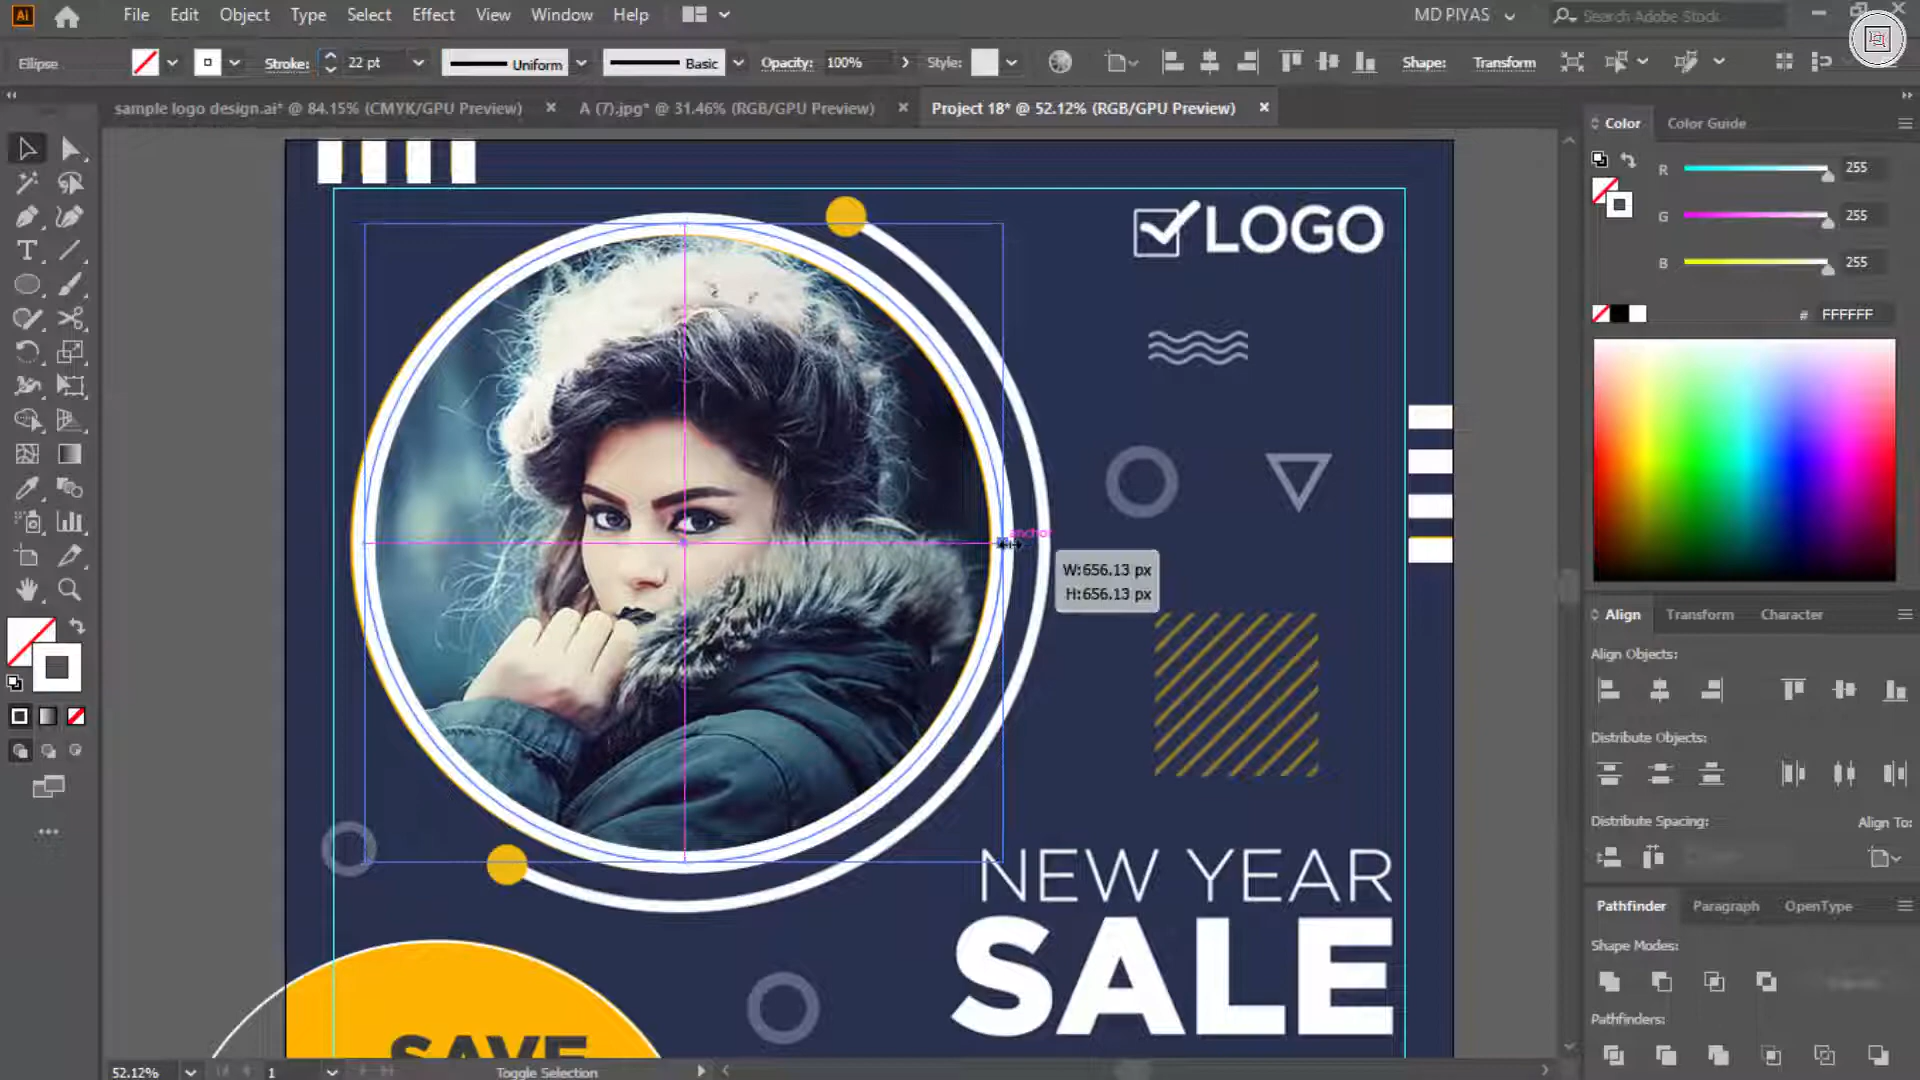 Ai File Edit Object Type Select Effect View Window Help MD PIYAS Search Adobe Stock
Ellipse Stroke: 22 pt Uniform Basic Opacity: 100% Style: Shape: Transform
sample logo design.ai* @ 84.15% (CMYK/GPU Preview) A (7).jpg* @ 31.46% (RGB/GPU Preview) Project 18* @ 52.12% (RGB/GPU Preview)
Color Color Guide
R 255
G 255
B 255
# FFFFFF
LOGO
anchor
W:656.13 px
H:656.13 px
NEW YEAR
SALE
SAVE
Align Transform Character
Align Objects:
Distribute Objects:
Distribute Spacing: Align To:
Pathfinder Paragraph OpenType
Shape Modes:
Pathfinders:
52.12% 1 Toggle Selection